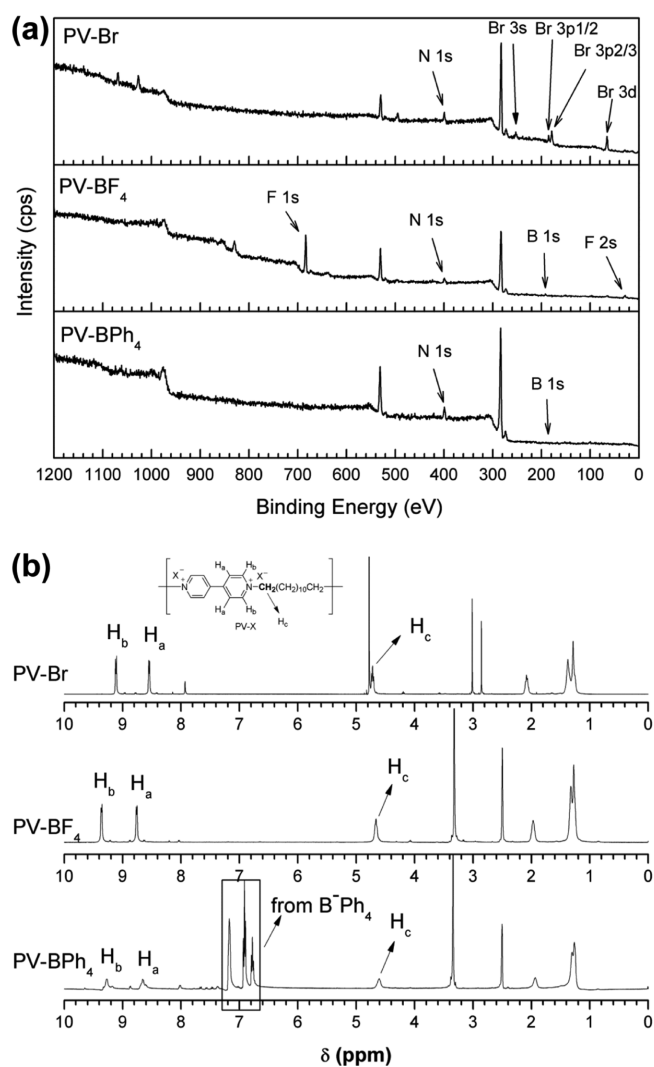 (a)
PV-Br
N 1s
Br 3s
Br 3p1/2
Br 3p2/3
Br 3d
PV-BF4
F 1s
N 1s
B 1s
F 2s
PV-BPh4
N 1s
B 1s
Intensity (cps)
1200 1100 1000 900 800 700 600 500 400 300 200 100 0
Binding Energy (eV)
(b)
X⁻ Ha Hb X⁻
N⁺ N⁺ CH2(CH2)10CH2
Ha Hb
PV-X
Hc
PV-Br
Hb Ha Hc
10 9 8 7 6 5 4 3 2 1 0
PV-BF4
Hb Ha Hc
10 9 8 7 6 5 4 3 2 1 0
PV-BPh4
Hb Ha from B⁻Ph4 Hc
10 9 8 7 6 5 4 3 2 1 0
δ (ppm)